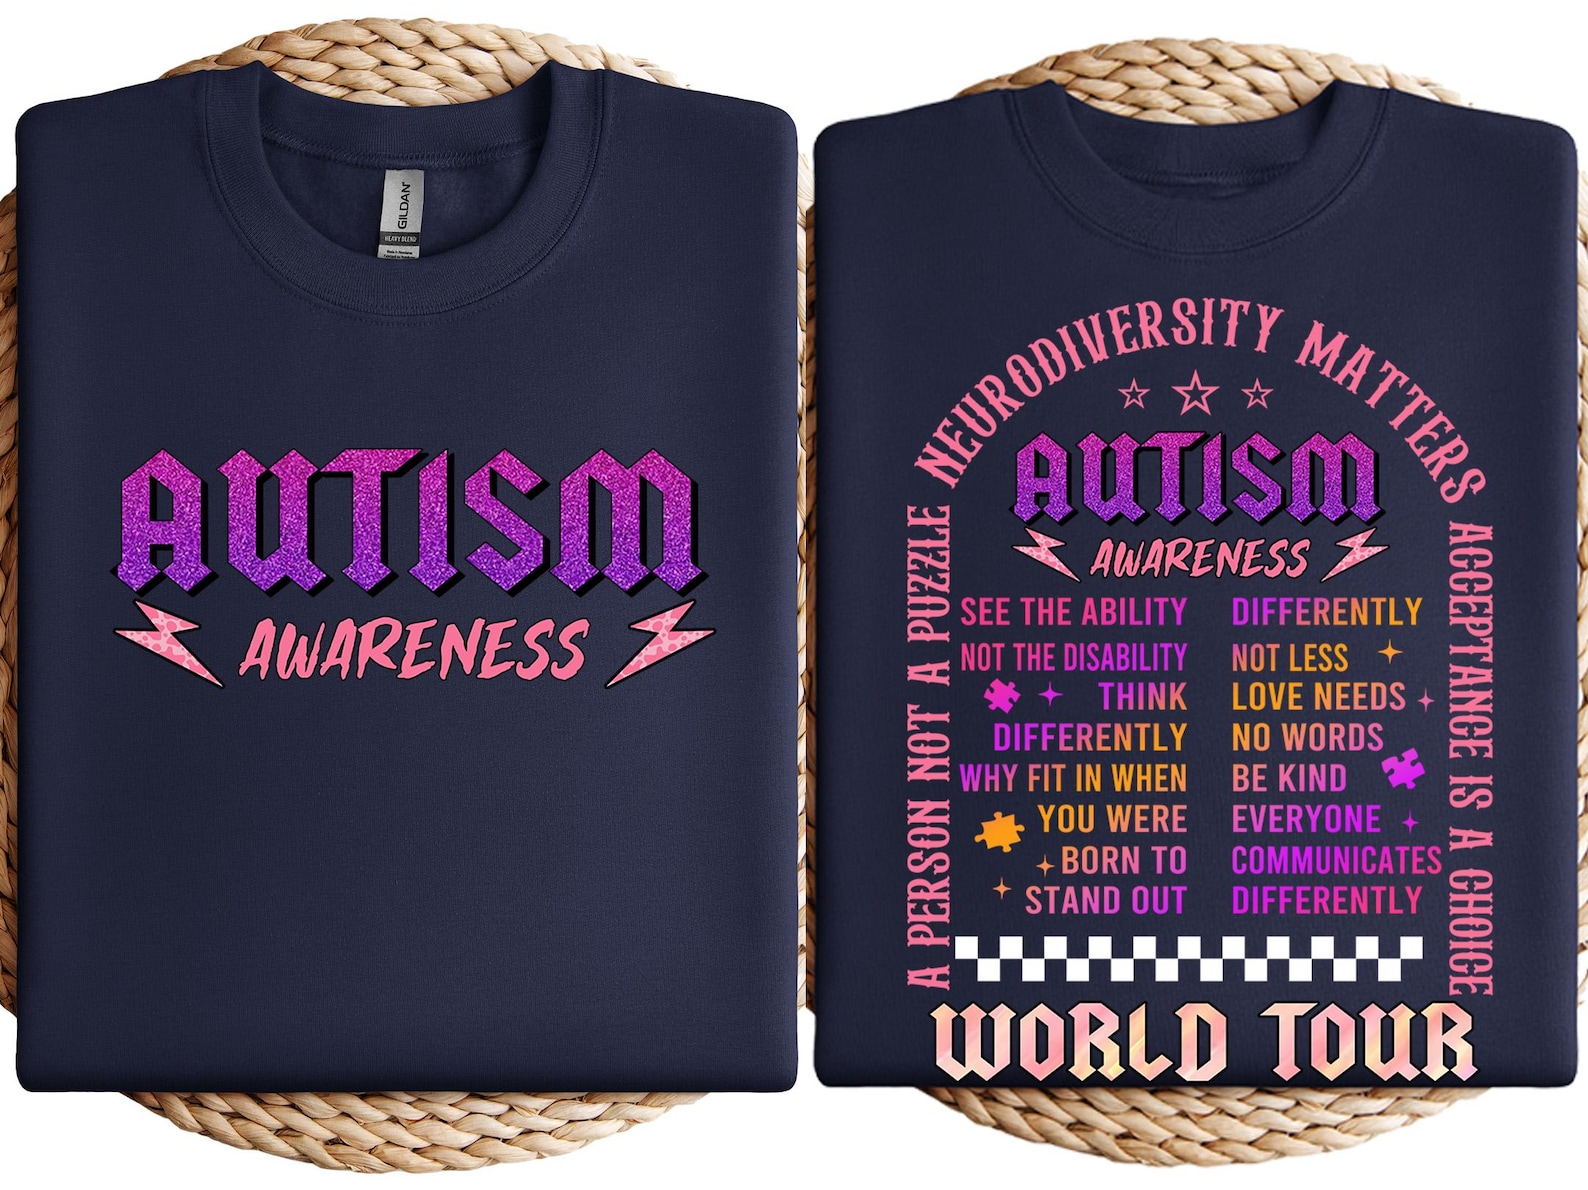 GILDAN
HEAVY BLEND
AUTISM
AWARENESS
A PERSON NOT A PUZZLE
NEURODIVERSITY MATTERS
ACCEPTANCE IS A CHOICE
AUTISM
AWARENESS
SEE THE ABILITY
NOT THE DISABILITY
THINK
DIFFERENTLY
WHY FIT IN WHEN
YOU WERE
BORN TO
STAND OUT
DIFFERENTLY
NOT LESS
LOVE NEEDS
NO WORDS
BE KIND
EVERYONE
COMMUNICATES
DIFFERENTLY
WORLD TOUR